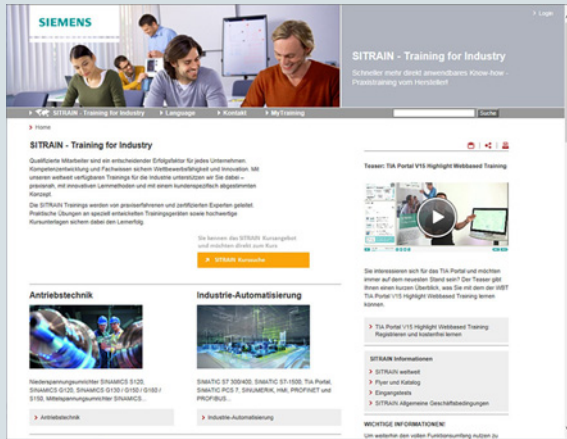 SIEMENS
> Login
SITRAIN - Training for Industry
Schneller mehr direkt anwendbares Know-how -
Praxistraining vom Hersteller!
SITRAIN - Training for Industry
Language
Kontakt
MyTraining
Suche
Home
SITRAIN - Training for Industry
Qualifizierte Mitarbeiter sind ein entscheidender Erfolgsfaktor für jedes Unternehmen.
Kompetenzentwicklung und Fachwissen sichern Wettbewerbsfähigkeit und Innovation. Mit
unseren weltweit verfügbaren Trainings für die Industrie unterstützen wir Sie dabei –
praxisnah, mit innovativen Lernmethoden und mit einem kundenspezifisch abgestimmten
Konzept.
Die SITRAIN Trainings werden von praxiserfahrenen und zertifizierten Experten geleitet.
Praktische Übungen an speziell entwickelten Trainingsgeräten sowie hochwertige
Kursunterlagen sichern dabei den Lernerfolg.
Sie kennen das SITRAIN Kursangebot
und möchten direkt zum Kurs
SITRAIN Kurssuche
Antriebstechnik
Niederspannungsumrichter SINAMICS S120,
SINAMICS G120, SINAMICS G130 / G150 / G180 /
S150, Mittelspannungsumrichter SINAMICS...
Antriebstechnik
Industrie-Automatisierung
SIMATIC S7 300/400, SIMATIC S7-1500, TIA Portal,
SIMATIC PCS 7, SINUMERIK, HMI, PROFINET und
PROFIBUS...
Industrie-Automatisierung
Teaser: TIA Portal V15 Highlight Webbased Training
Sie interessieren sich für das TIA Portal und möchten
immer auf dem neuesten Stand sein? Der Teaser gibt
Ihnen einen kurzen Überblick, was Sie mit dem der WBT
TIA Portal V15 Highlight Webbased Training lernen
können.
TIA Portal V15 Highlight Webbased Training:
Registrieren und kostenfrei lernen
SITRAIN Informationen
SITRAIN weltweit
Flyer und Katalog
Eingangstests
SITRAIN Allgemeine Geschäftsbedingungen
WICHTIGE INFORMATIONEN!
Um weiterhin den vollen Funktionsumfang nutzen zu